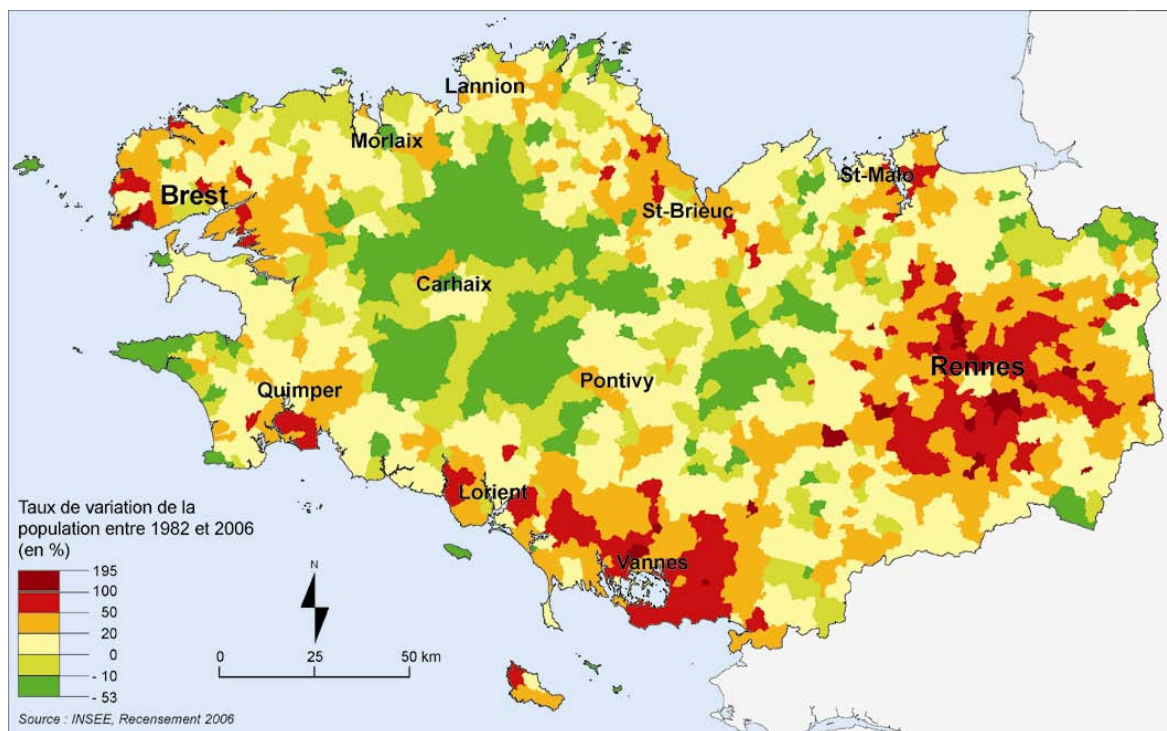 Lannion
Morlaix
Brest
St-Malo
St-Brieuc
Carhaix
Rennes
Quimper
Pontivy
Lorient
Vannes
Taux de variation de la
population entre 1982 et 2006
(en %)
195
100
50
20
0
- 10
- 53
N
0 25 50 km
Source : INSEE, Recensement 2006